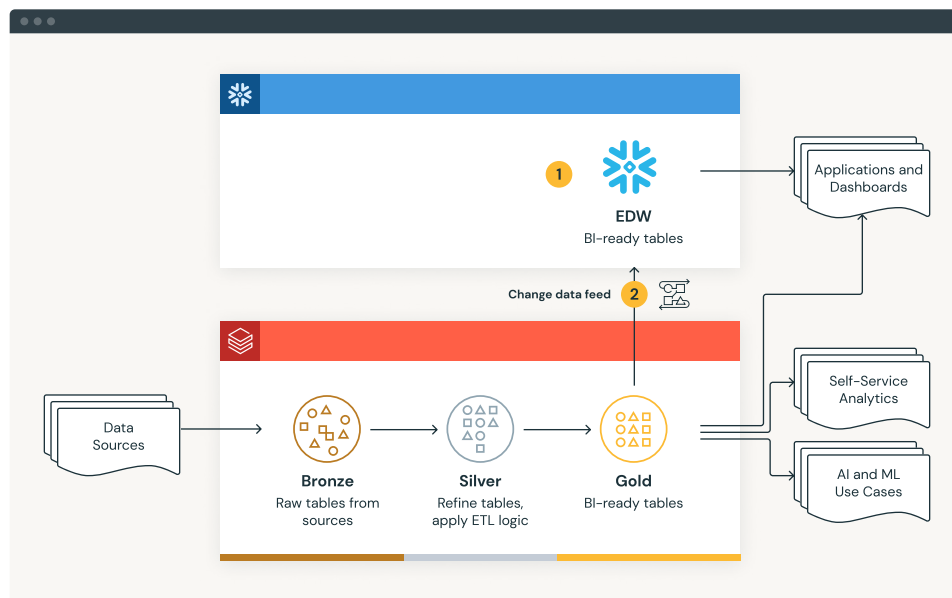 1
EDW
BI-ready tables
Applications and
Dashboards
Change data feed
2
Data
Sources
Bronze
Raw tables from
sources
Silver
Refine tables,
apply ETL logic
Gold
BI-ready tables
Self-Service
Analytics
AI and ML
Use Cases